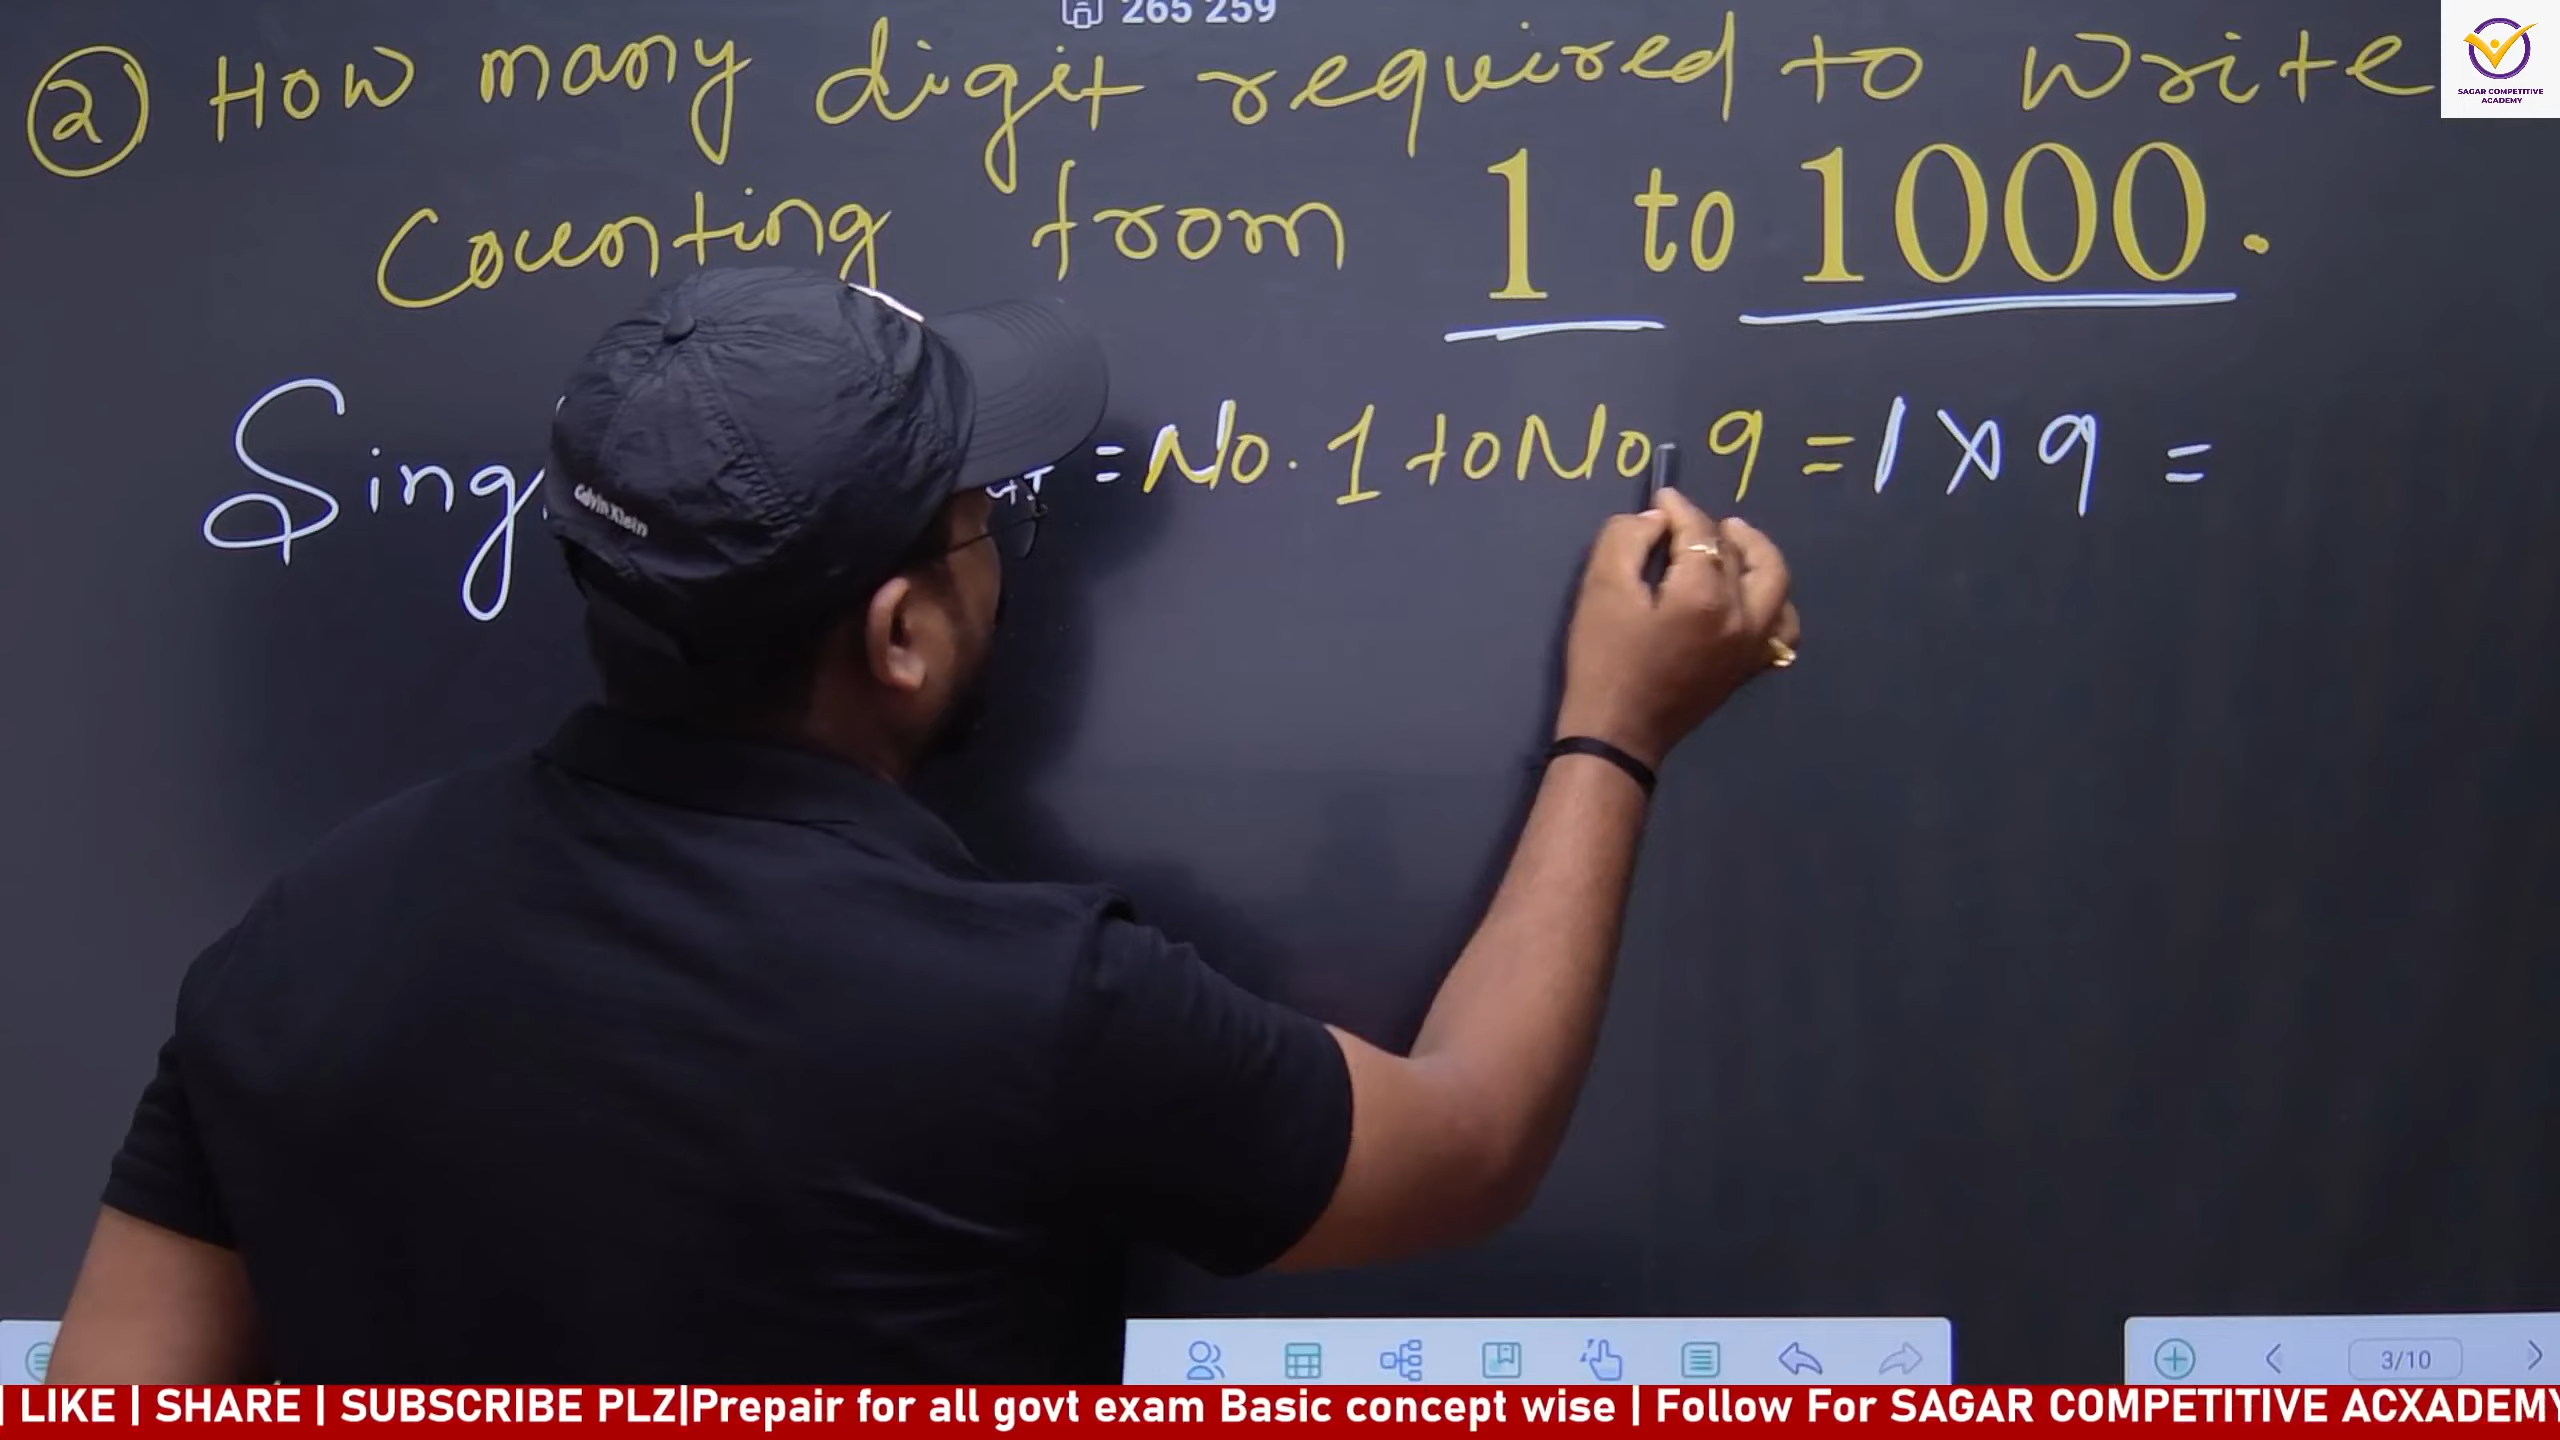 265 259
② How many digit required to write
SAGAR COMPETITIVE
ACADEMY
Counting from 1 to 1000.
= No. 1 to No. 9 = 1 × 9 =
Calvin Klein
3/10
| LIKE | SHARE | SUBSCRIBE PLZ|Prepair for all govt exam Basic concept wise | Follow For SAGAR COMPETITIVE ACXADEMY